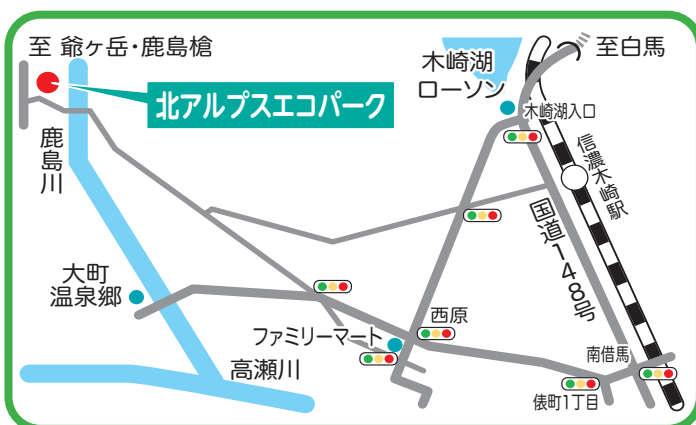 至 爺ヶ岳・鹿島槍
北アルプスエコパーク
鹿島川
木崎湖
ローソン
至白馬
木崎湖入口
信濃木崎駅
国道148号
大町
温泉郷
ファミリーマート
西原
高瀬川
南借馬
俵町1丁目